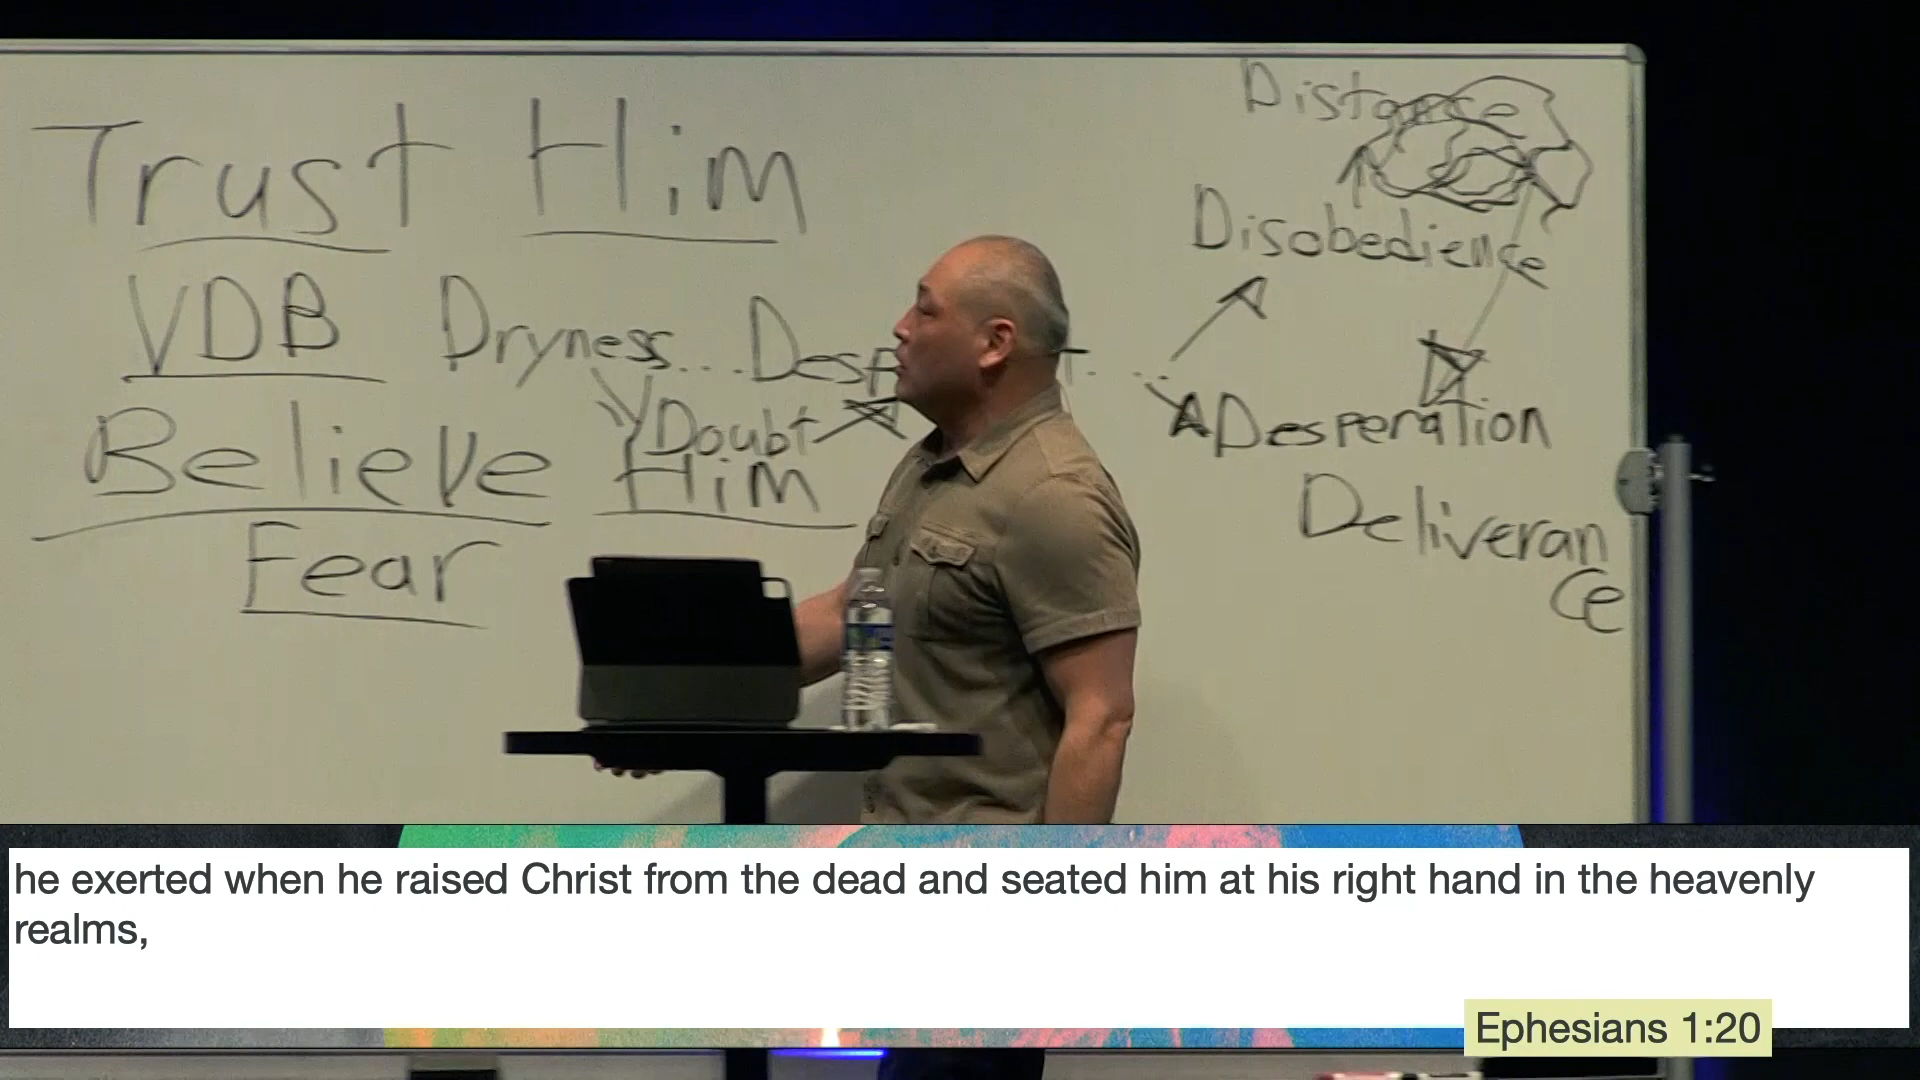 Trust Him
Distance
Disobedience
VDB Dryness... Desp t...
Doubt
Desperation
Believe Him
Deliveran
ce
Fear
he exerted when he raised Christ from the dead and seated him at his right hand in the heavenly
realms,
Ephesians 1:20